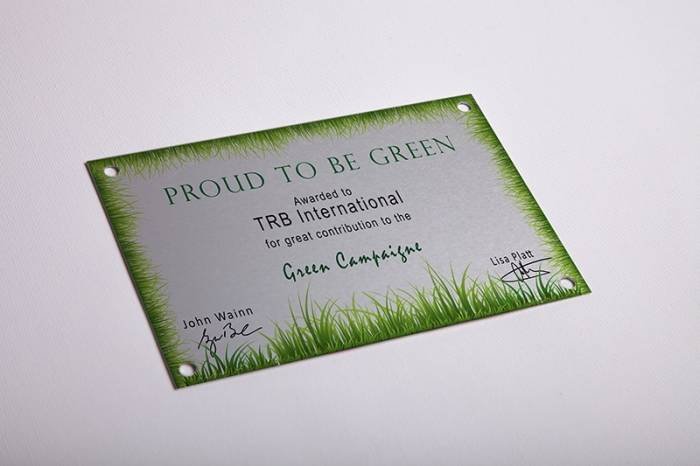 PROUD TO BE GREEN
Awarded to
TRB International
for great contribution to the
Green Campaigne
John Wainn
Lisa Platt